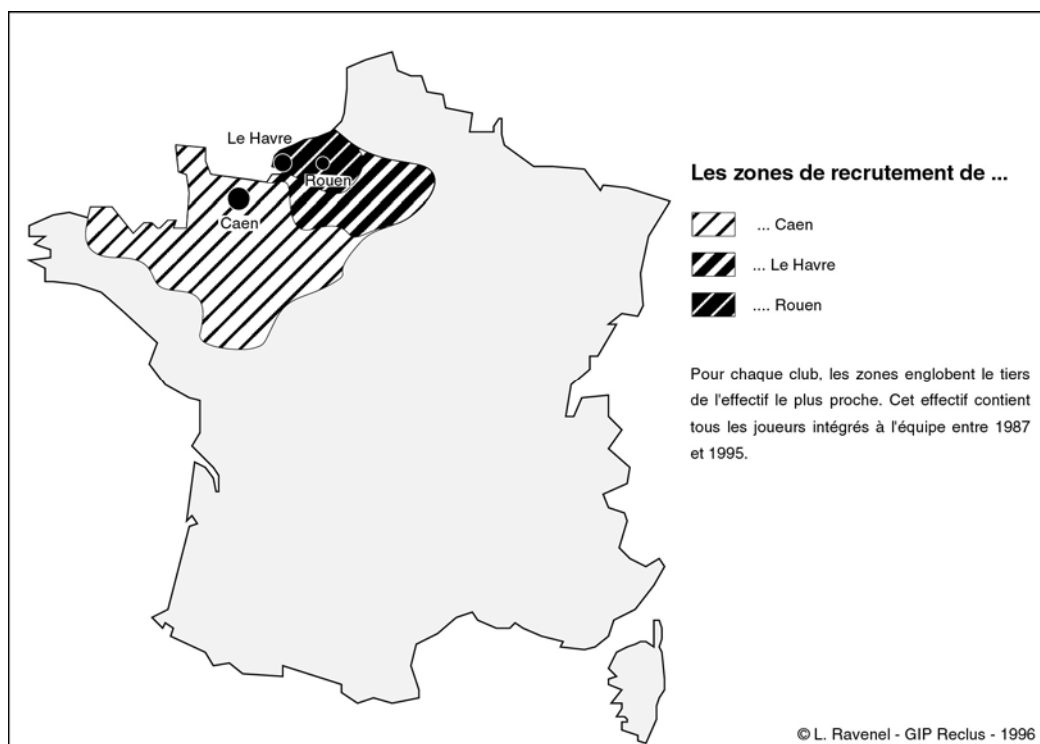 Le Havre
Rouen
Caen
Les zones de recrutement de ...
... Caen
... Le Havre
.... Rouen
Pour chaque club, les zones englobent le tiers
de l'effectif le plus proche. Cet effectif contient
tous les joueurs intégrés à l'équipe entre 1987
et 1995.
© L. Ravenel - GIP Reclus - 1996